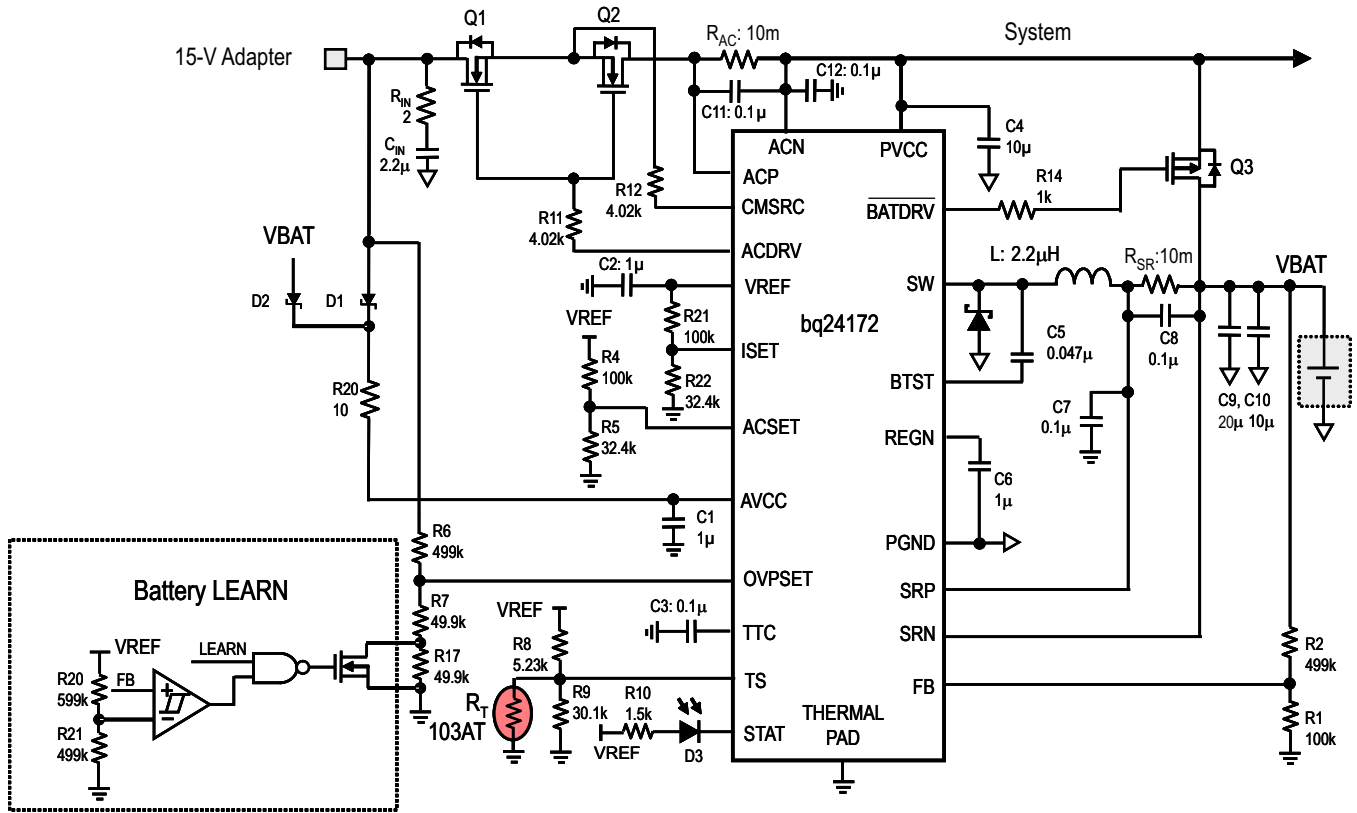 Q1
Q2
R_AC: 10m
System
15-V Adapter
C12: 0.1µ
R_IN
2
C11: 0.1µ
C_IN
2.2µ
C4
10µ
ACN
PVCC
ACP
R14
1k
Q3
R12
4.02k
CMSRC
BATDRV
R11
4.02k
VBAT
ACDRV
L: 2.2µH
R_SR: 10m
VBAT
C2: 1µ
VREF
SW
D2
D1
VREF
R21
100k
bq24172
C5
0.047µ
C8
0.1µ
ISET
R4
100k
R22
32.4k
BTST
R20
10
C9, C10
20µ 10µ
C7
0.1µ
R5
32.4k
ACSET
REGN
C6
1µ
AVCC
C1
1µ
R6
499k
PGND
OVPSET
Battery LEARN
SRP
R7
49.9k
C3: 0.1µ
VREF
TTC
SRN
VREF
LEARN
R8
5.23k
R2
499k
R17
49.9k
R20
599k
FB
TS
FB
R9
30.1k
R10
1.5k
R_T
103AT
THERMAL
PAD
R1
100k
R21
499k
STAT
VREF
D3